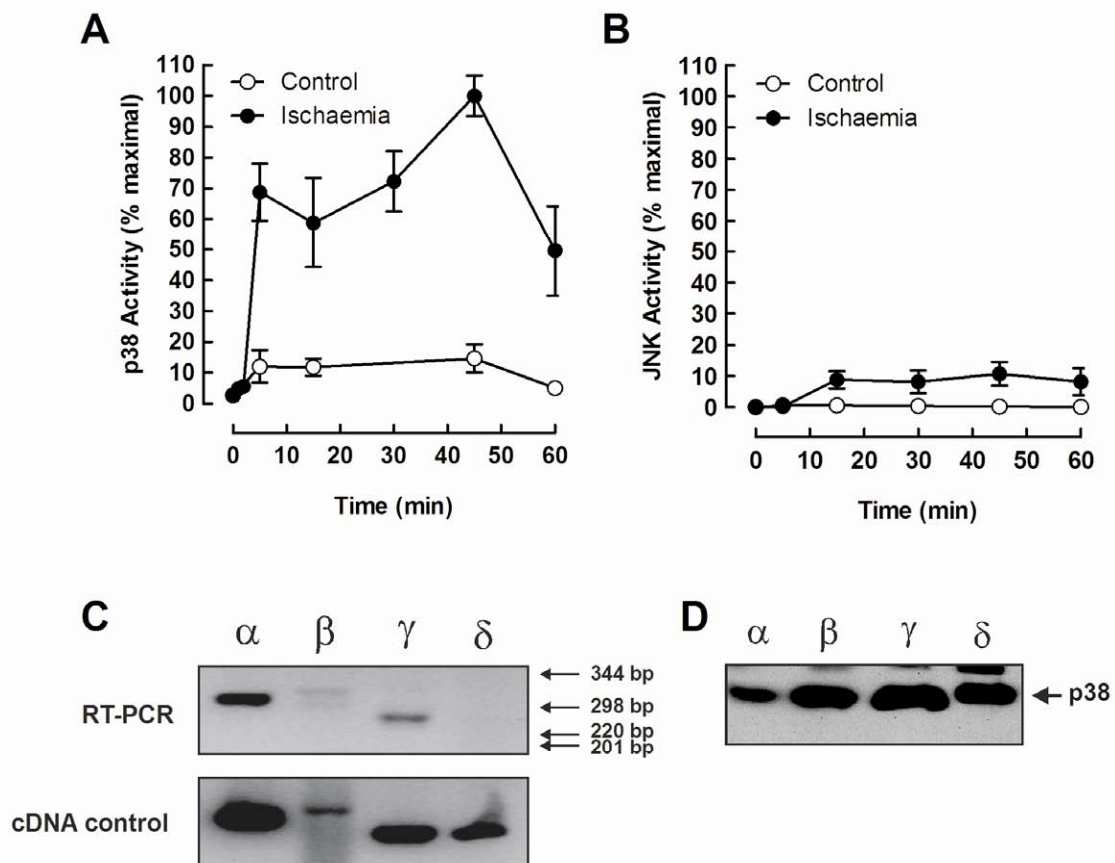 A
110
100
90
80
70
60
50
40
30
20
10
0
p38 Activity (% maximal)
Control
Ischaemia
0 10 20 30 40 50 60
Time (min)
B
110
100
90
80
70
60
50
40
30
20
10
0
JNK Activity (% maximal)
Control
Ischaemia
0 10 20 30 40 50 60
Time (min)
C
α β γ δ
RT-PCR
344 bp
298 bp
220 bp
201 bp
cDNA control
D
α β γ δ
p38